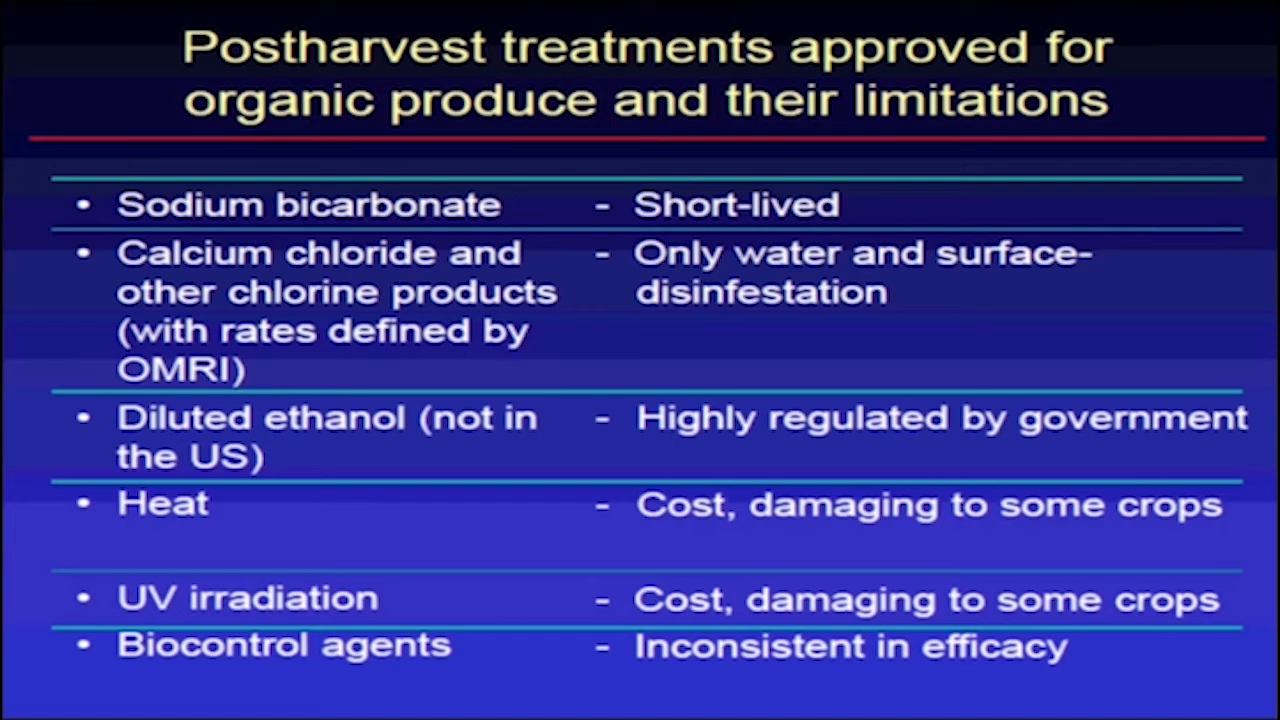 Postharvest treatments approved for
organic produce and their limitations
• Sodium bicarbonate - Short-lived
• Calcium chloride and - Only water and surface-
other chlorine products disinfestation
(with rates defined by
OMRI)
• Diluted ethanol (not in - Highly regulated by government
the US)
• Heat - Cost, damaging to some crops
• UV irradiation - Cost, damaging to some crops
• Biocontrol agents - Inconsistent in efficacy